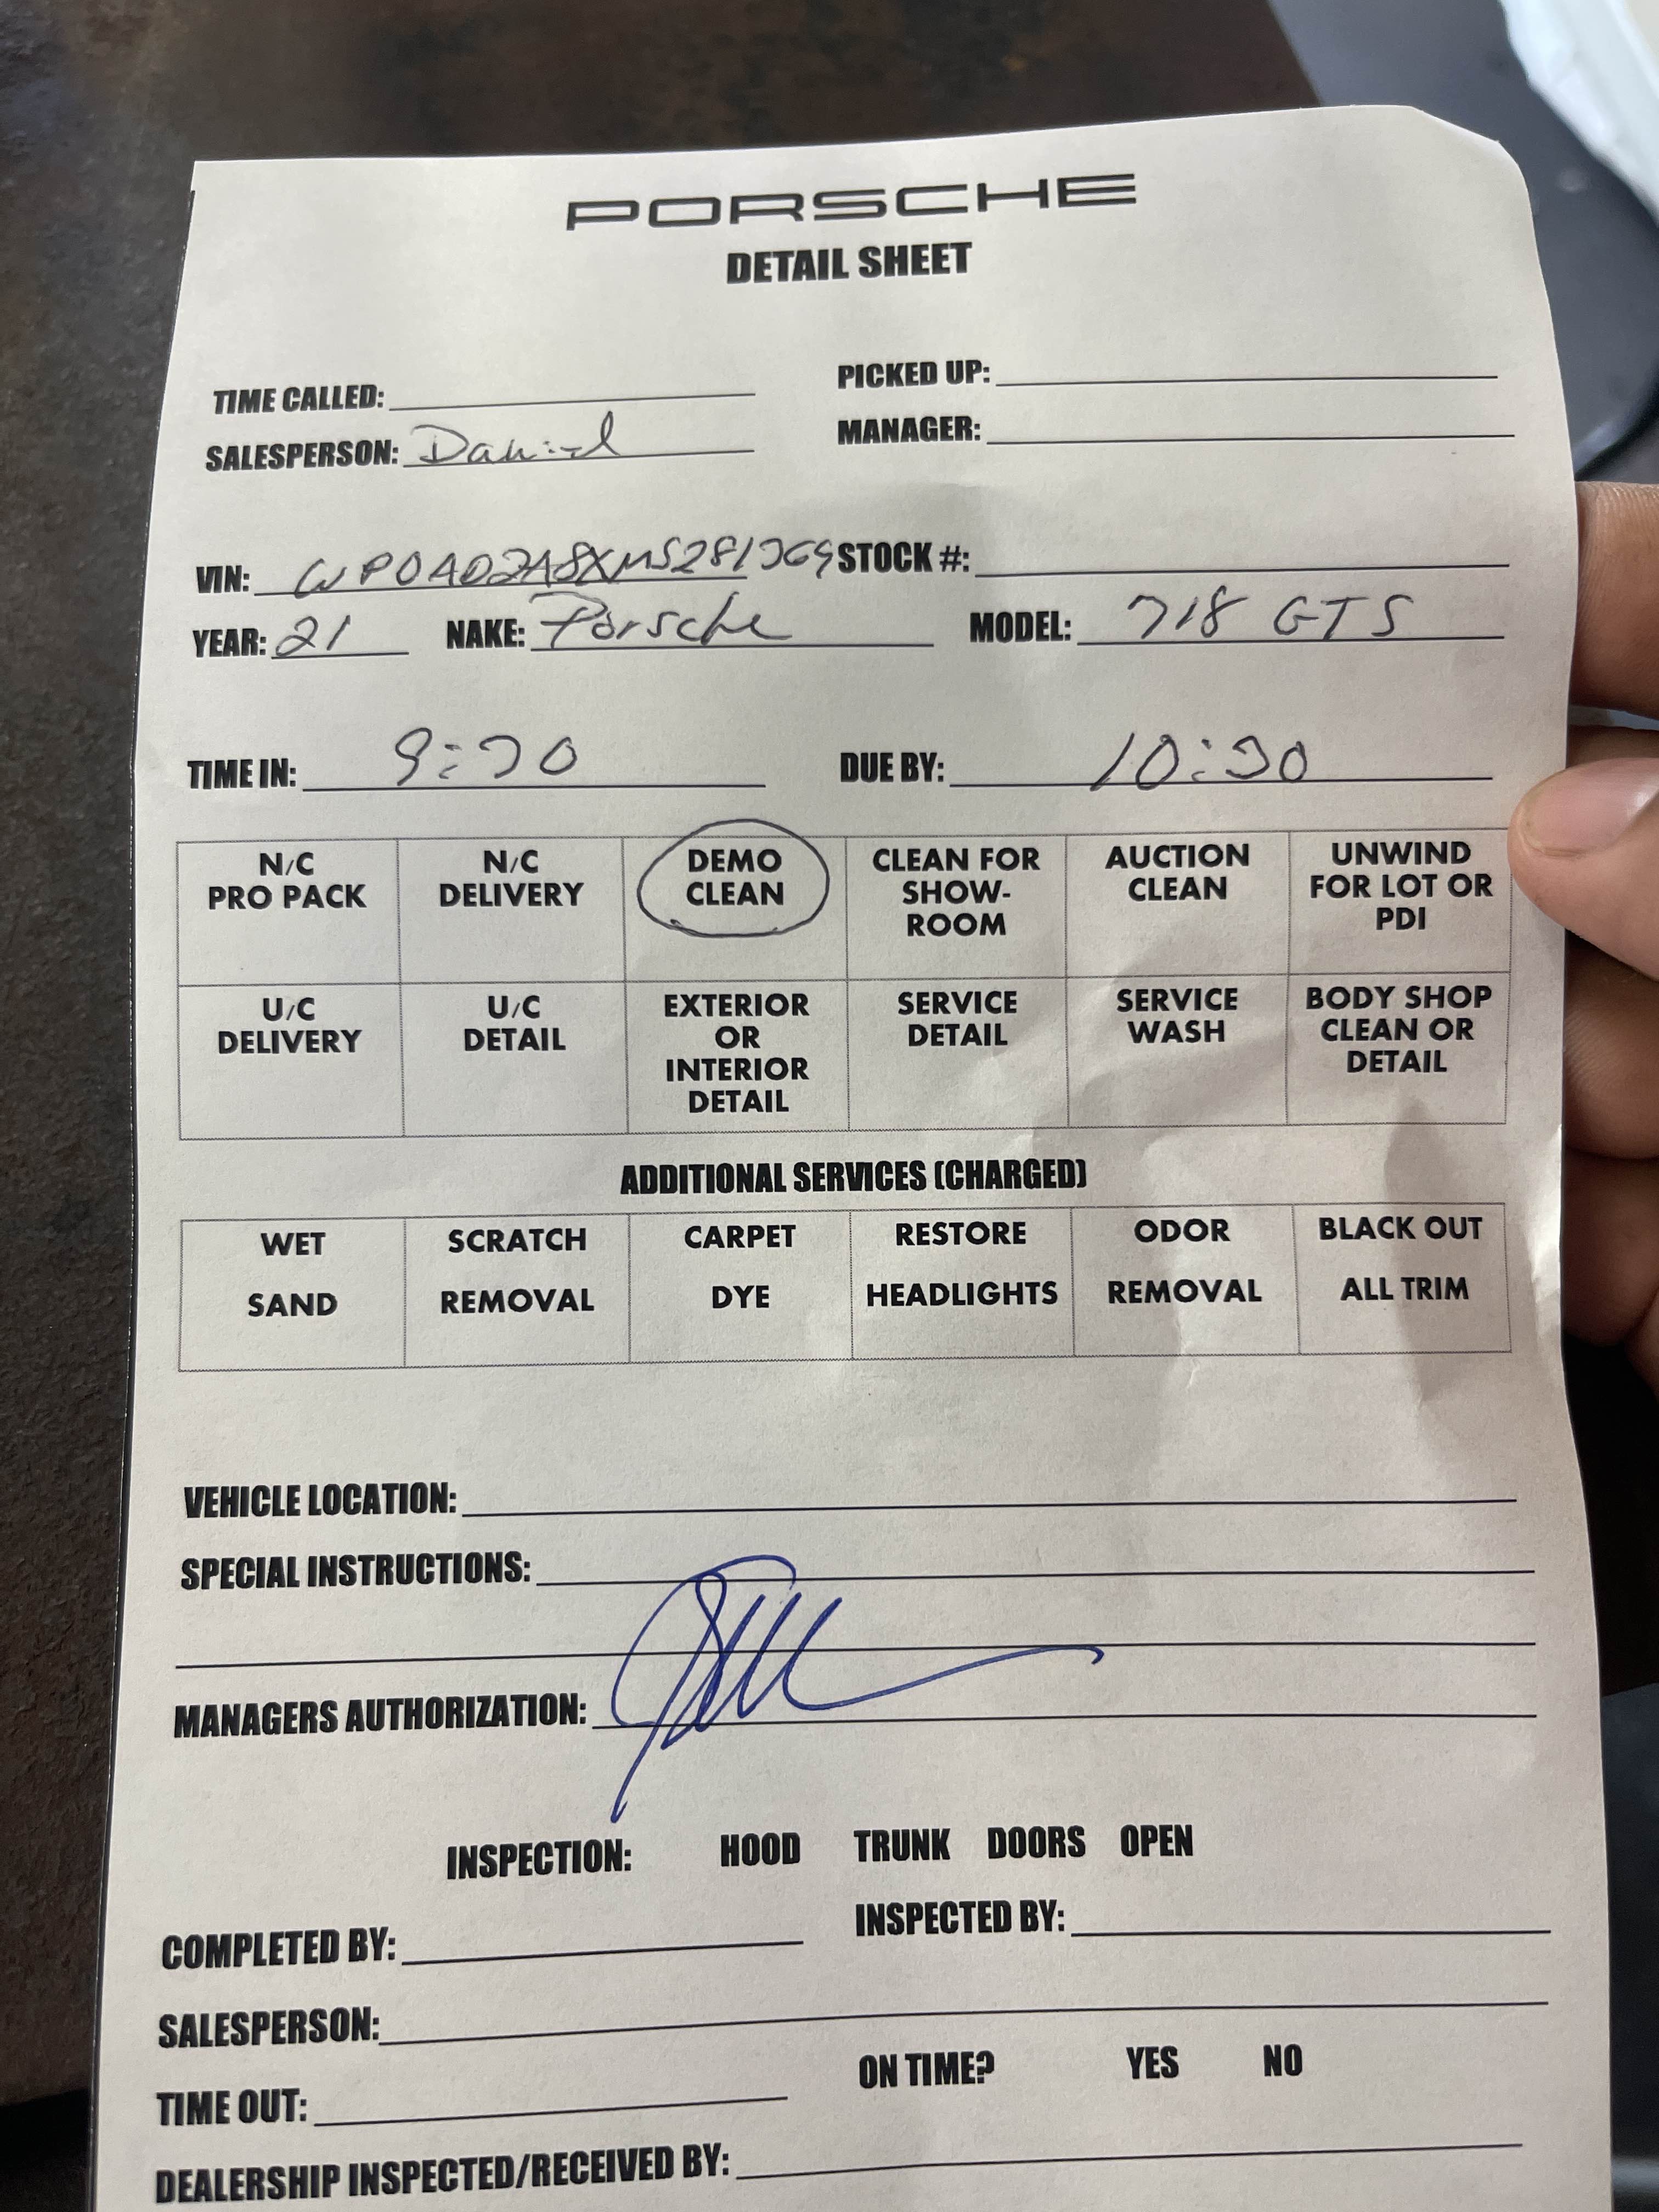 PORSCHE
DETAIL SHEET
TIME CALLED: PICKED UP:
SALESPERSON: Daniel MANAGER:
VIN: WP0AD2A8XMS281369 STOCK #:
YEAR: 21 NAKE: Porsche MODEL: 718 GTS
TIME IN: 9:30 DUE BY: 10:30
N/C PRO PACK
N/C DELIVERY
DEMO CLEAN
CLEAN FOR SHOW-ROOM
AUCTION CLEAN
UNWIND FOR LOT OR PDI
U/C DELIVERY
U/C DETAIL
EXTERIOR OR INTERIOR DETAIL
SERVICE DETAIL
SERVICE WASH
BODY SHOP CLEAN OR DETAIL
ADDITIONAL SERVICES (CHARGED)
WET SAND
SCRATCH REMOVAL
CARPET DYE
RESTORE HEADLIGHTS
ODOR REMOVAL
BLACK OUT ALL TRIM
VEHICLE LOCATION:
SPECIAL INSTRUCTIONS:
MANAGERS AUTHORIZATION:
INSPECTION: HOOD TRUNK DOORS OPEN
COMPLETED BY: INSPECTED BY:
SALESPERSON:
TIME OUT: ON TIME? YES NO
DEALERSHIP INSPECTED/RECEIVED BY: